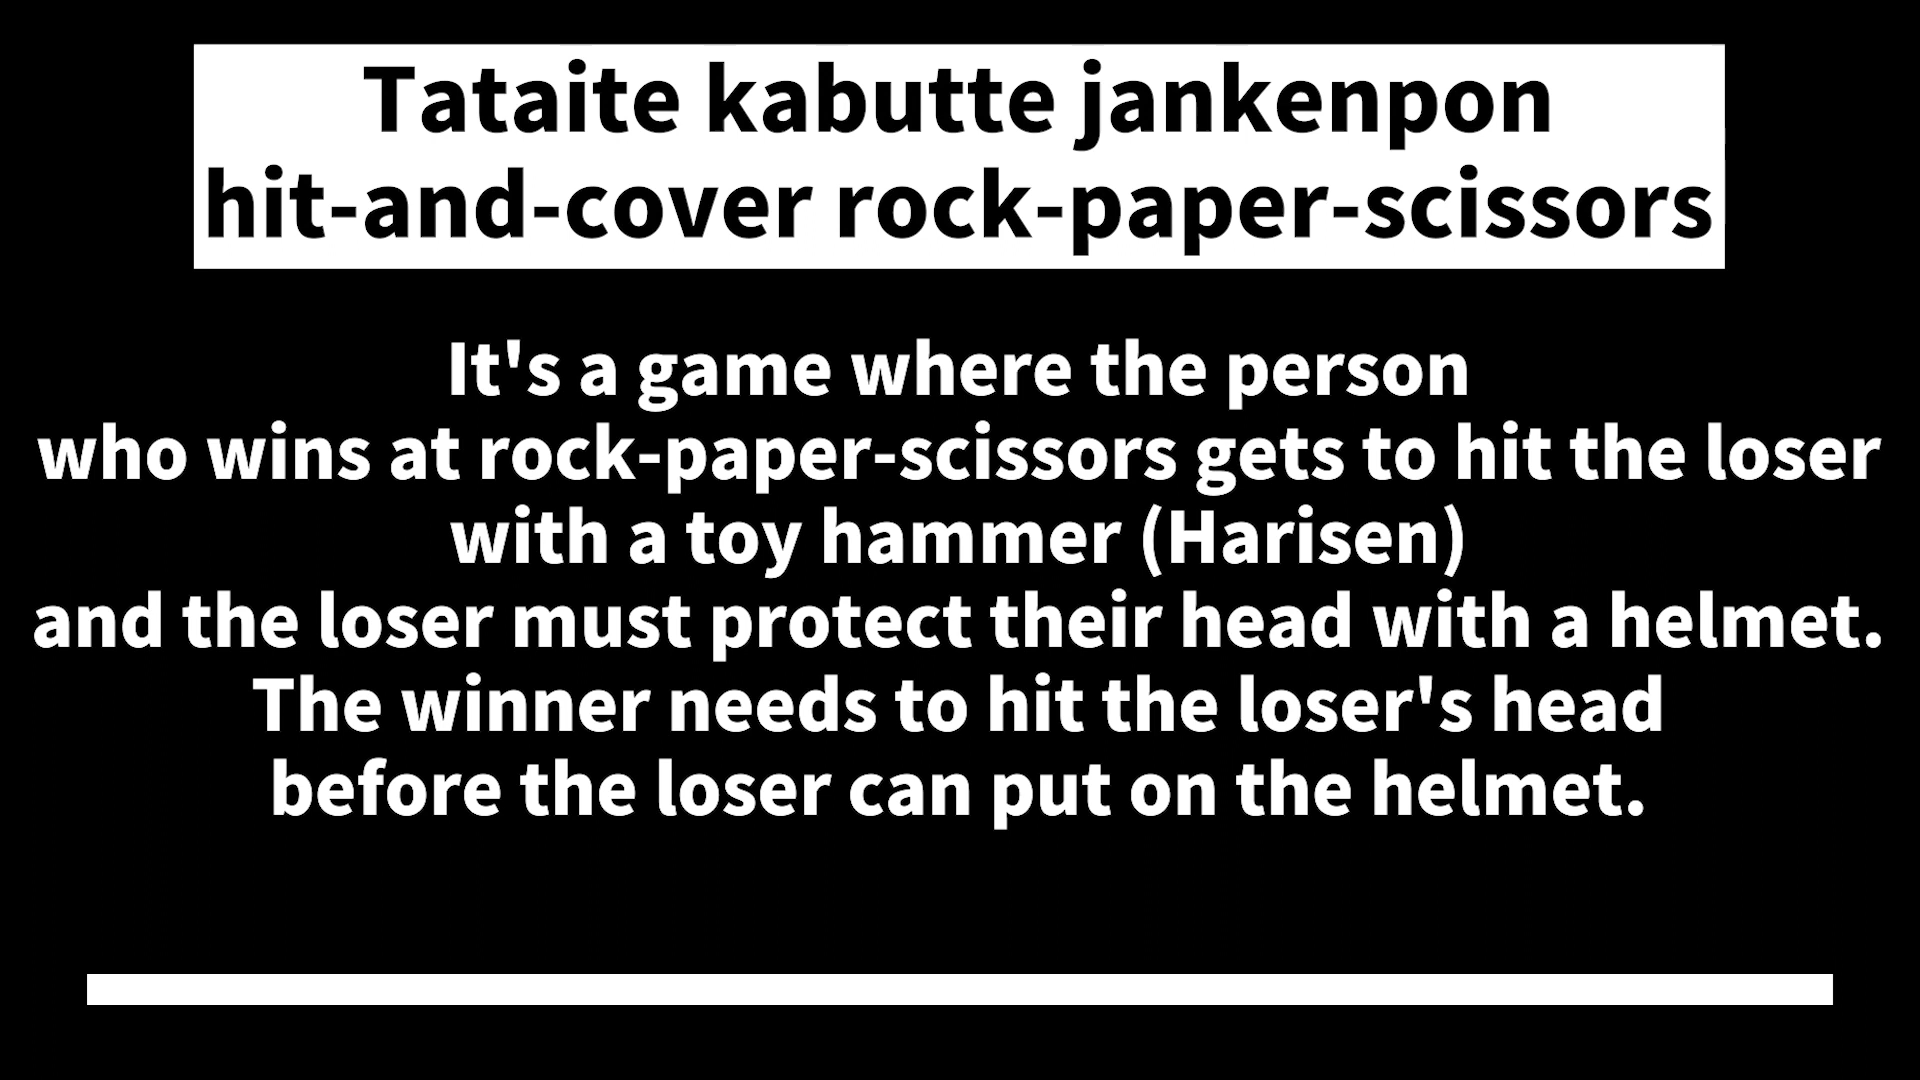 Tataite kabutte jankenpon
hit-and-cover rock-paper-scissors
It's a game where the person
who wins at rock-paper-scissors gets to hit the loser
with a toy hammer (Harisen)
and the loser must protect their head with a helmet.
The winner needs to hit the loser's head
before the loser can put on the helmet.